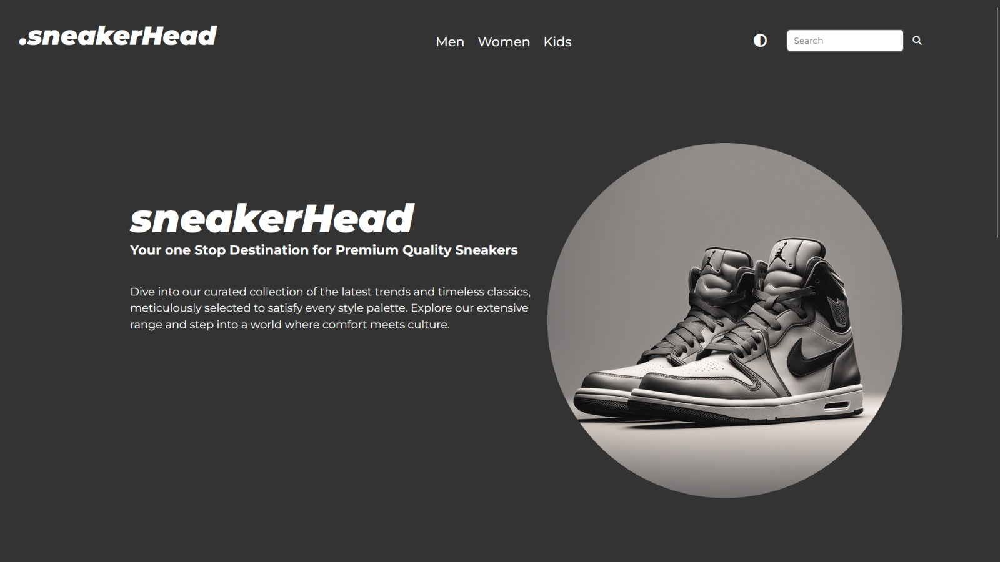 .sneakerHead
Men Women Kids
Search
sneakerHead
Your one Stop Destination for Premium Quality Sneakers
Dive into our curated collection of the latest trends and timeless classics,
meticulously selected to satisfy every style palette. Explore our extensive
range and step into a world where comfort meets culture.